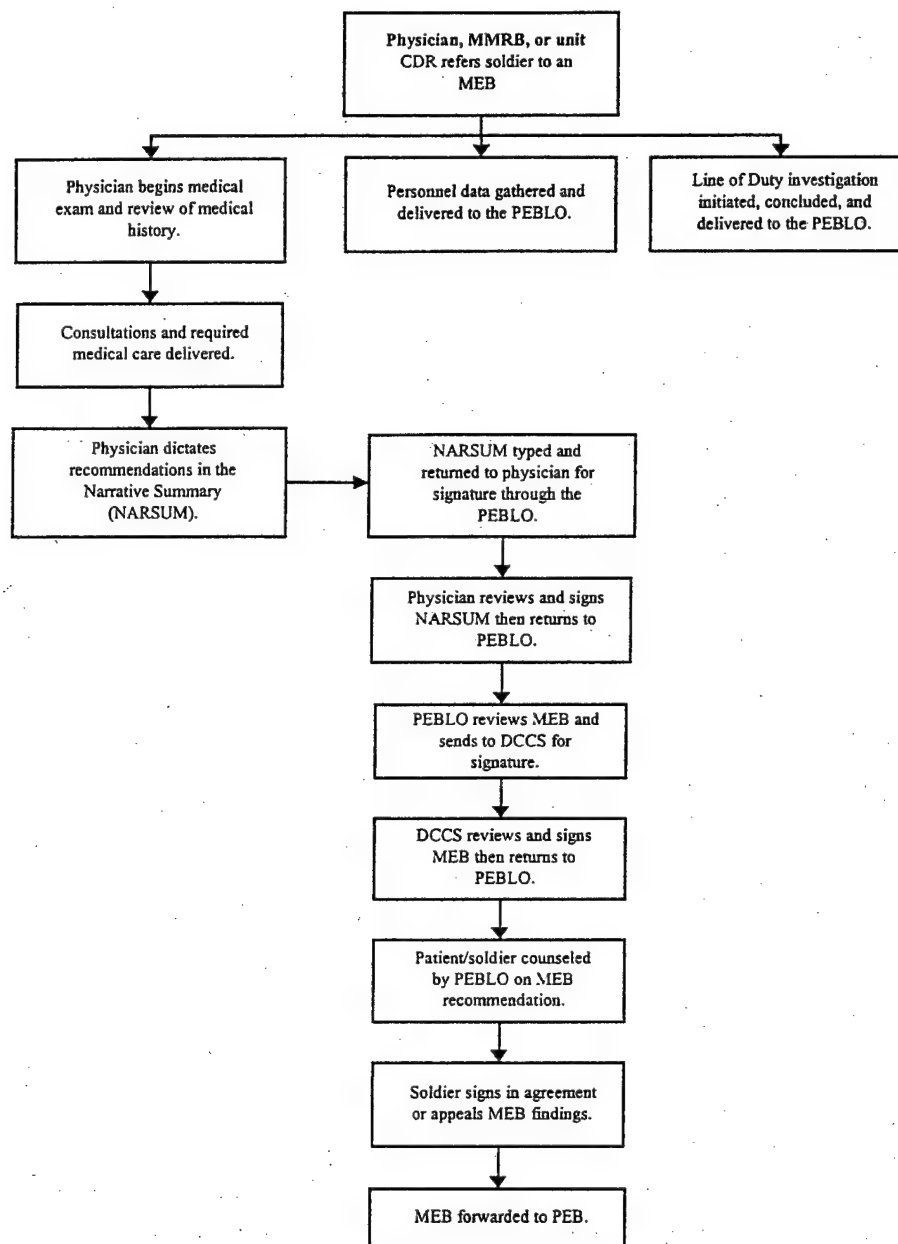 Physician, MMRB, or unit
CDR refers soldier to an
MEB
Physician begins medical
exam and review of medical
history.
Personnel data gathered and
delivered to the PEBLO.
Line of Duty investigation
initiated, concluded, and
delivered to the PEBLO.
Consultations and required
medical care delivered.
Physician dictates
recommendations in the
Narrative Summary
(NARSUM).
NARSUM typed and
returned to physician for
signature through the
PEBLO.
Physician reviews and signs
NARSUM then returns to
PEBLO.
PEBLO reviews MEB and
sends to DCCS for
signature.
DCCS reviews and signs
MEB then returns to
PEBLO.
Patient/soldier counseled
by PEBLO on MEB
recommendation.
Soldier signs in agreement
or appeals MEB findings.
MEB forwarded to PEB.